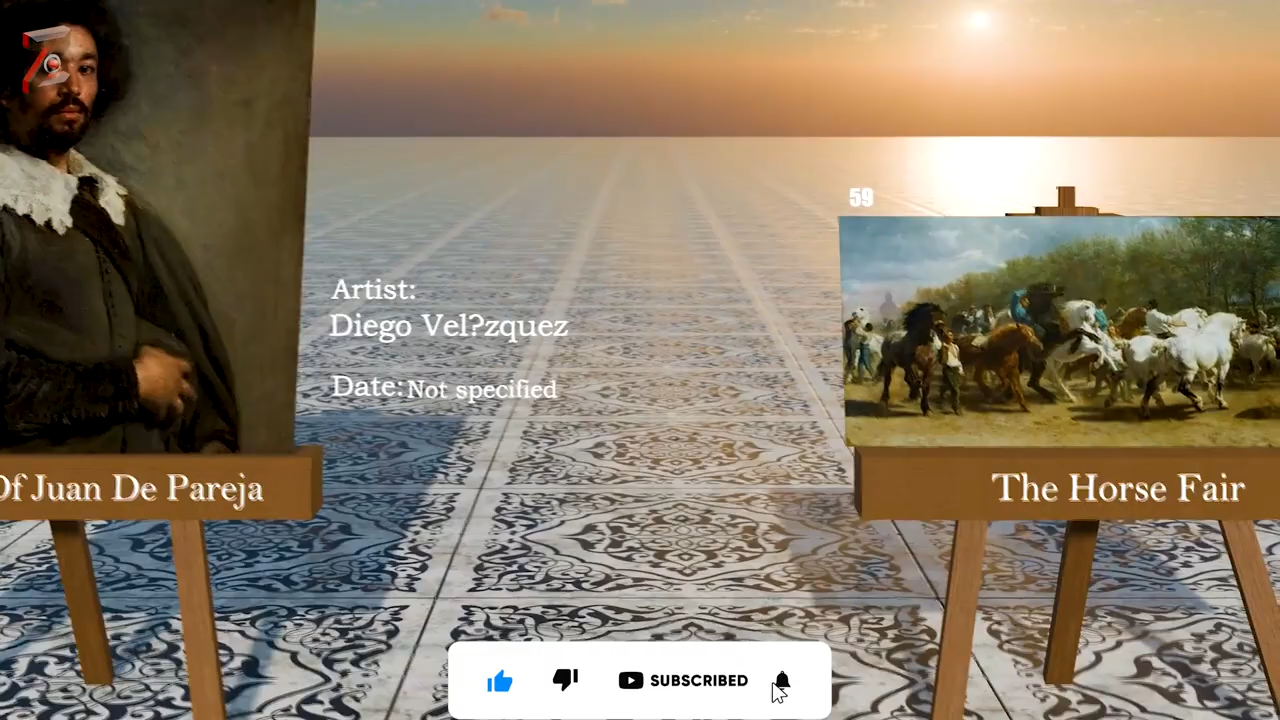 59
Artist:
Diego Vel?zquez
Date: Not specified
Of Juan De Pareja
The Horse Fair
SUBSCRIBED